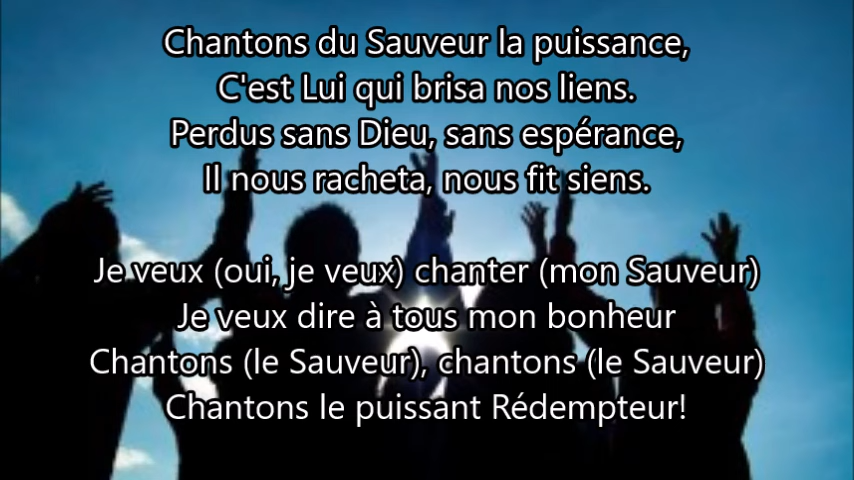 Chantons du Sauveur la puissance,
C'est Lui qui brisa nos liens.
Perdus sans Dieu, sans espérance,
Il nous racheta, nous fit siens.
Je veux (oui, je veux) chanter (mon Sauveur)
Je veux dire à tous mon bonheur
Chantons (le Sauveur), chantons (le Sauveur)
Chantons le puissant Rédempteur!